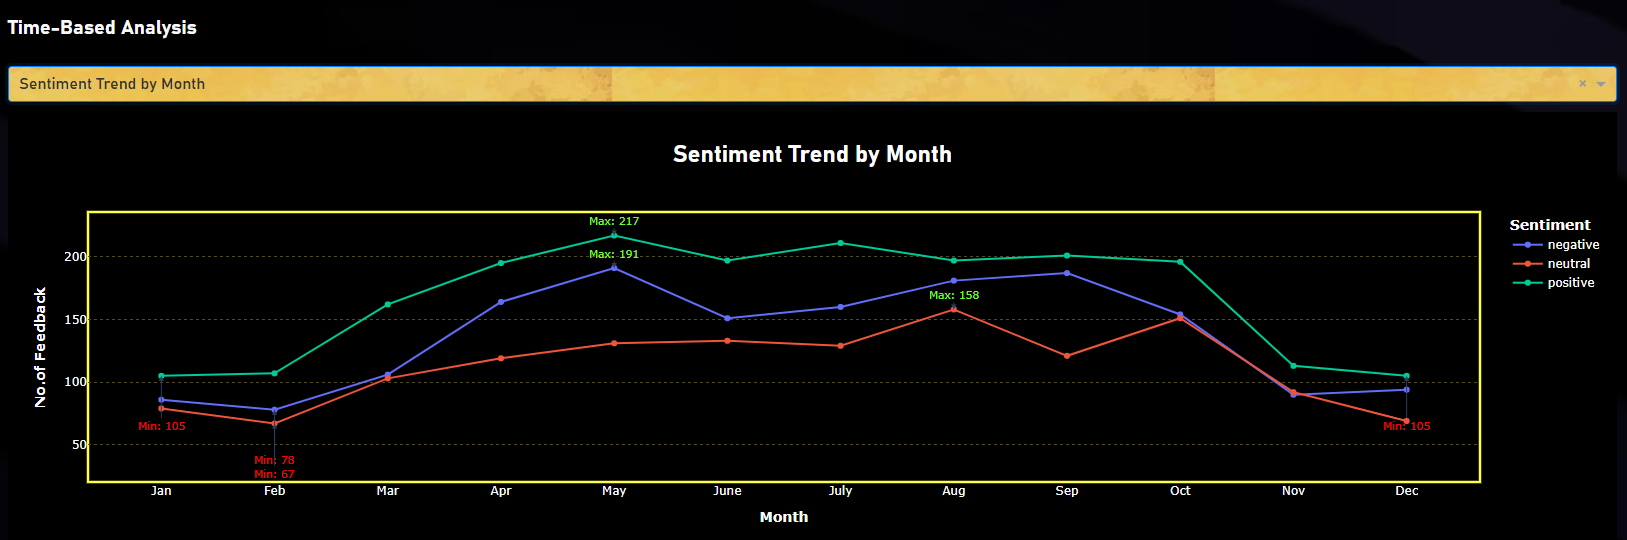 Time-Based Analysis
Sentiment Trend by Month
Sentiment Trend by Month
Max: 217
Max: 191
Max: 158
Min: 105
Min: 105
Min: 78
Min: 67
200
150
100
50
No.of Feedback
Jan Feb Mar Apr May June July Aug Sep Oct Nov Dec
Month
Sentiment
negative
neutral
positive